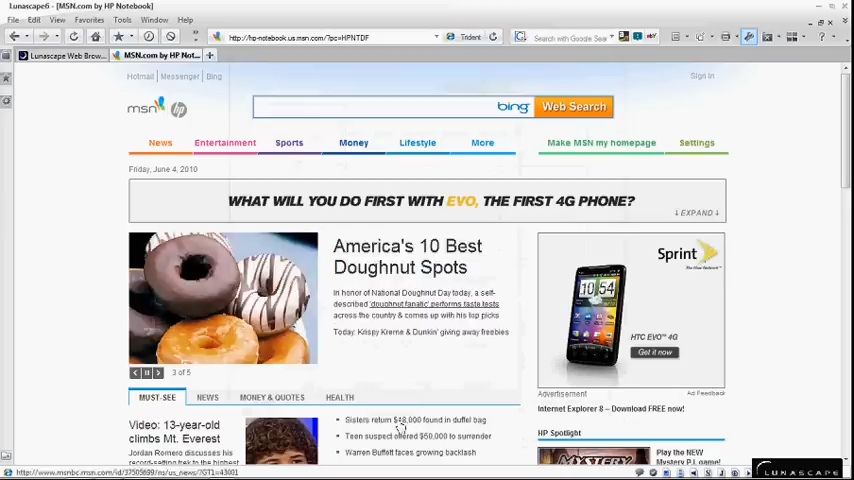 Lunascape6 - [MSN.com by HP Notebook]
File Edit View Favorites Tools Window Help
http://hp-notebook.us.msn.com/?pc=HPNTDF Trident Search with Google
Lunascape Web Brow... MSN.com by HP Not...
Hotmail Messenger Bing Sign in
msn hp bing Web Search
News Entertainment Sports Money Lifestyle More Make MSN my homepage Settings
Friday, June 4, 2010
WHAT WILL YOU DO FIRST WITH EVO, THE FIRST 4G PHONE?
↓EXPAND↓
America's 10 Best
Doughnut Spots
In honor of National Doughnut Day today, a self-
described 'doughnut fanatic' performs taste tests
across the country & comes up with his top picks
Today: Krispy Kreme & Dunkin' giving away freebies
3 of 5
Sprint
10:54
HTC EVO™ 4G
Get it now
Advertisement Ad Feedback
MUST-SEE NEWS MONEY & QUOTES HEALTH
Internet Explorer 8 – Download FREE now!
Video: 13-year-old
climbs Mt. Everest
Jordan Romero discusses his
record-setting trek to the highest
Sisters return $48,000 found in duffel bag
Teen suspect offered $50,000 to surrender
Warren Buffett faces growing backlash
HP Spotlight
MYSTERY
Play the NEW
Mystery P.I. game!
http://www.msnbc.msn.com/id/37505699/ns/us_news/?GT1=43001
LUNASCAPE